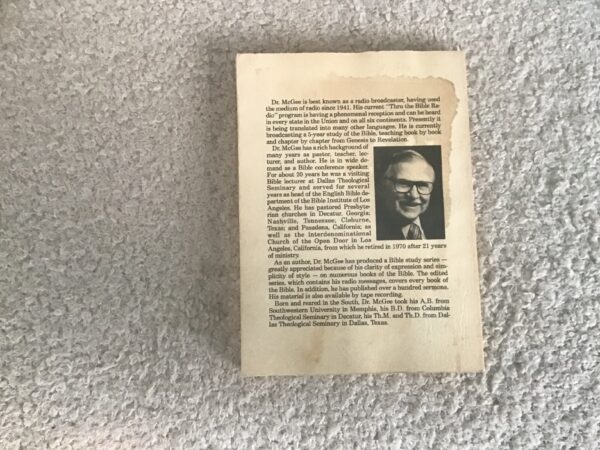 Dr. McGee is best known as a radio broadcaster, having used
the medium of radio since 1941. His current "Thru the Bible Ra-
dio" program is having a phenomenal reception and can be heard
in every state in the Union and on all six continents. Presently it
is being translated into many other languages. He is currently
broadcasting a 5-year study of the Bible, teaching book by book
and chapter by chapter from Genesis to Revelation.
Dr. McGee has a rich background of
many years as pastor, teacher, lec-
turer, and author. He is in wide de-
mand as a Bible conference speaker.
For about 20 years he was a visiting
Bible lecturer at Dallas Theological
Seminary and served for several
years as head of the English Bible de-
partment of the Bible Institute of Los
Angeles. He has pastored Presbyte-
rian churches in Decatur, Georgia;
Nashville, Tennessee; Cleburne,
Texas; and Pasadena, California; as
well as the Interdenominational
Church of the Open Door in Los
Angeles, California, from which he retired in 1970 after 21 years
of ministry.
As an author, Dr. McGee has produced a Bible study series —
greatly appreciated because of his clarity of expression and sim-
plicity of style — on numerous books of the Bible. The edited
series, which contains his radio messages, covers every book of
the Bible. In addition, he has published over a hundred sermons.
His material is also available by tape recording.
Born and reared in the South, Dr. McGee took his A.B. from
Southwestern University in Memphis, his B.D. from Columbia
Theological Seminary in Decatur, his Th.M. and Th.D. from Dal-
las Theological Seminary in Dallas, Texas.